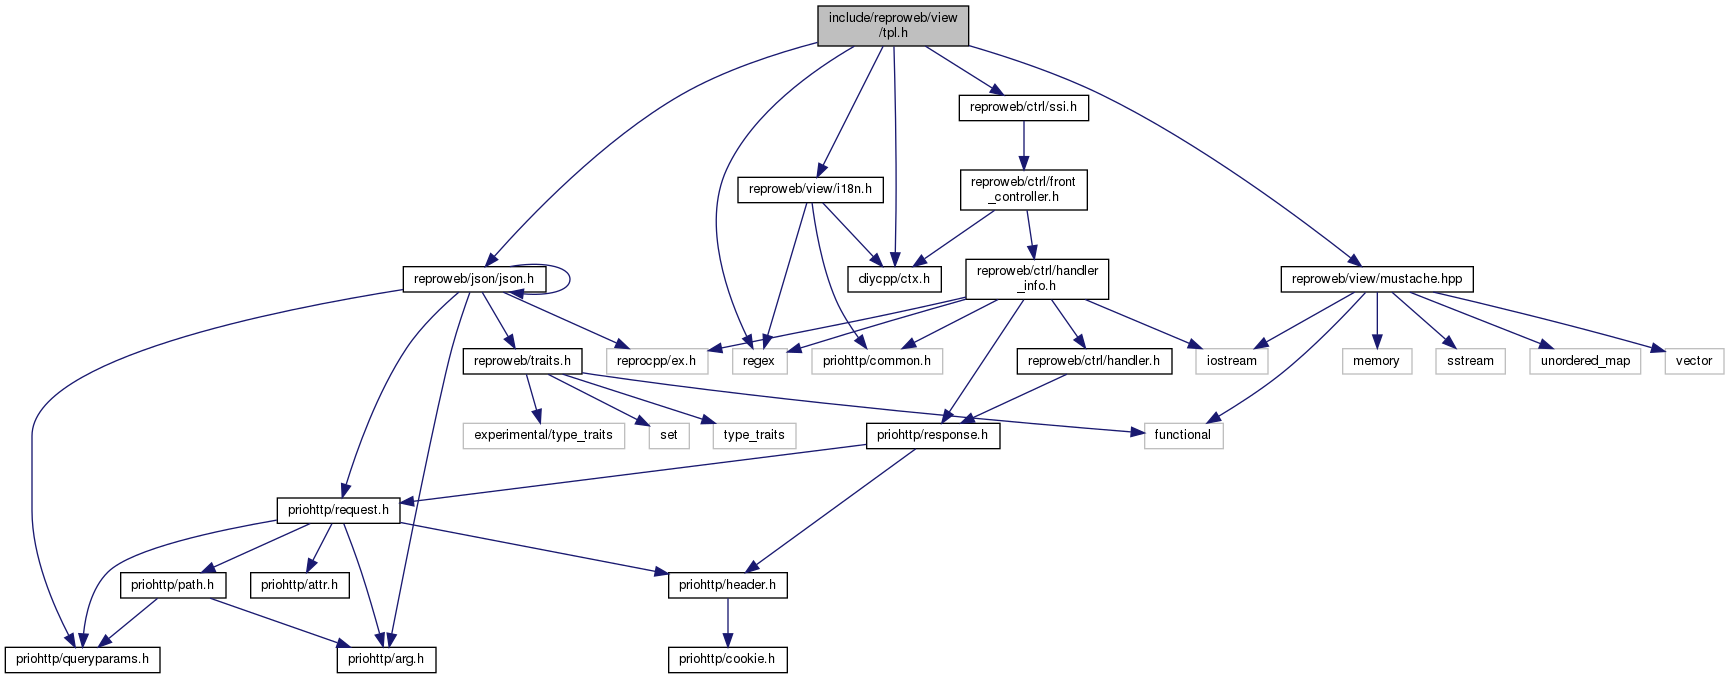 include/reproweb/view
/tpl.h
reproweb/ctrl/ssi.h
reproweb/view/i18n.h
reproweb/ctrl/front
_controller.h
reproweb/json/json.h
diycpp/ctx.h
reproweb/ctrl/handler
_info.h
reproweb/view/mustache.hpp
reproweb/traits.h
reprocpp/ex.h
regex
priohttp/common.h
reproweb/ctrl/handler.h
iostream
memory
sstream
unordered_map
vector
experimental/type_traits
set
type_traits
priohttp/response.h
functional
priohttp/request.h
priohttp/path.h
priohttp/attr.h
priohttp/header.h
priohttp/queryparams.h
priohttp/arg.h
priohttp/cookie.h